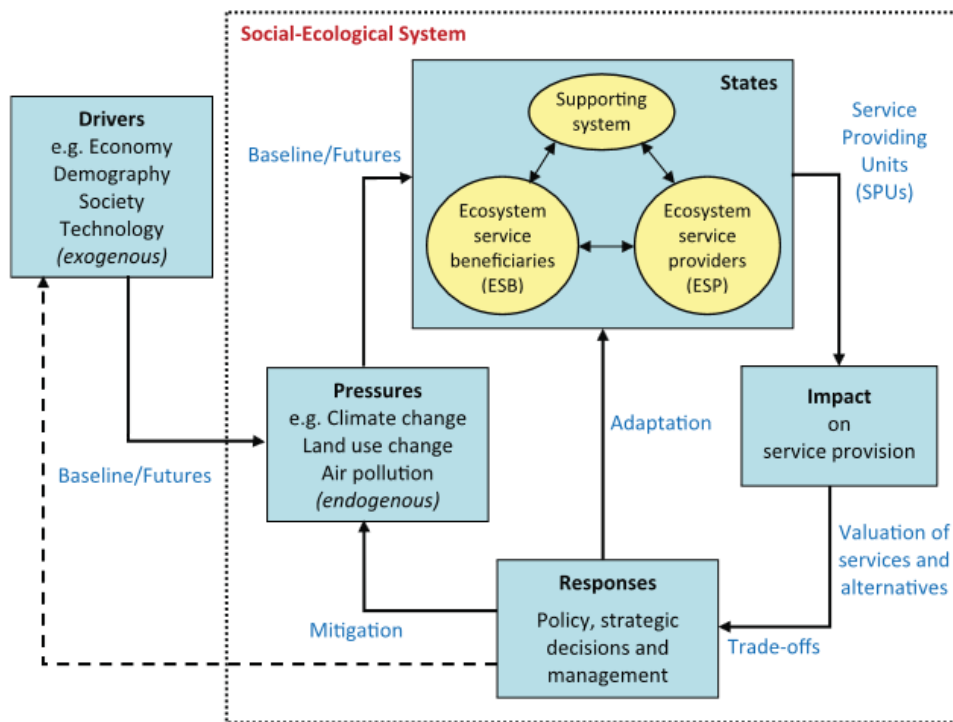 Social-Ecological System
Drivers
e.g. Economy
Demography
Society
Technology
(exogenous)
Baseline/Futures
States
Supporting
system
Ecosystem
service
beneficiaries
(ESB)
Ecosystem
service
providers
(ESP)
Service
Providing
Units
(SPUs)
Pressures
e.g. Climate change
Land use change
Air pollution
(endogenous)
Baseline/Futures
Adaptation
Impact
on
service provision
Valuation of
services and
alternatives
Responses
Policy, strategic
decisions and
management
Mitigation
Trade-offs